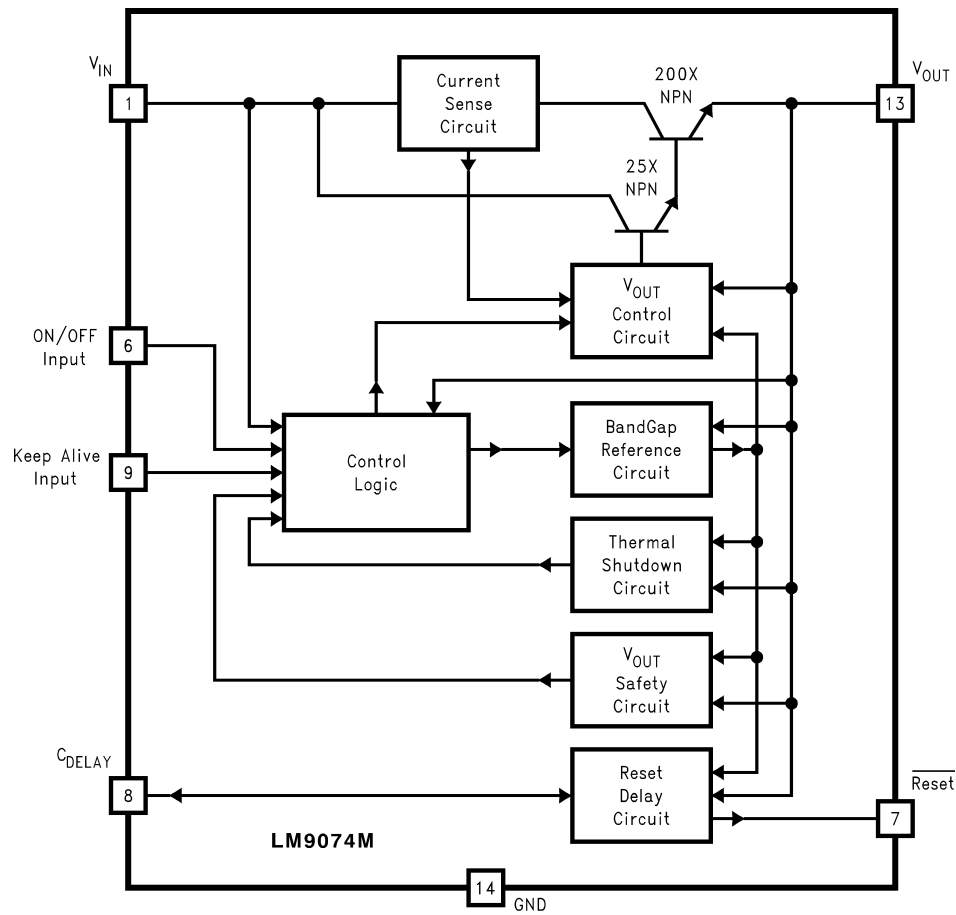 V_IN
1
Current
Sense
Circuit
200X
NPN
V_OUT
13
25X
NPN
V_OUT
Control
Circuit
ON/OFF
Input
6
Keep Alive
Input
9
Control
Logic
BandGap
Reference
Circuit
Thermal
Shutdown
Circuit
V_OUT
Safety
Circuit
C_DELAY
8
Reset
Delay
Circuit
Reset
7
LM9074M
14
GND